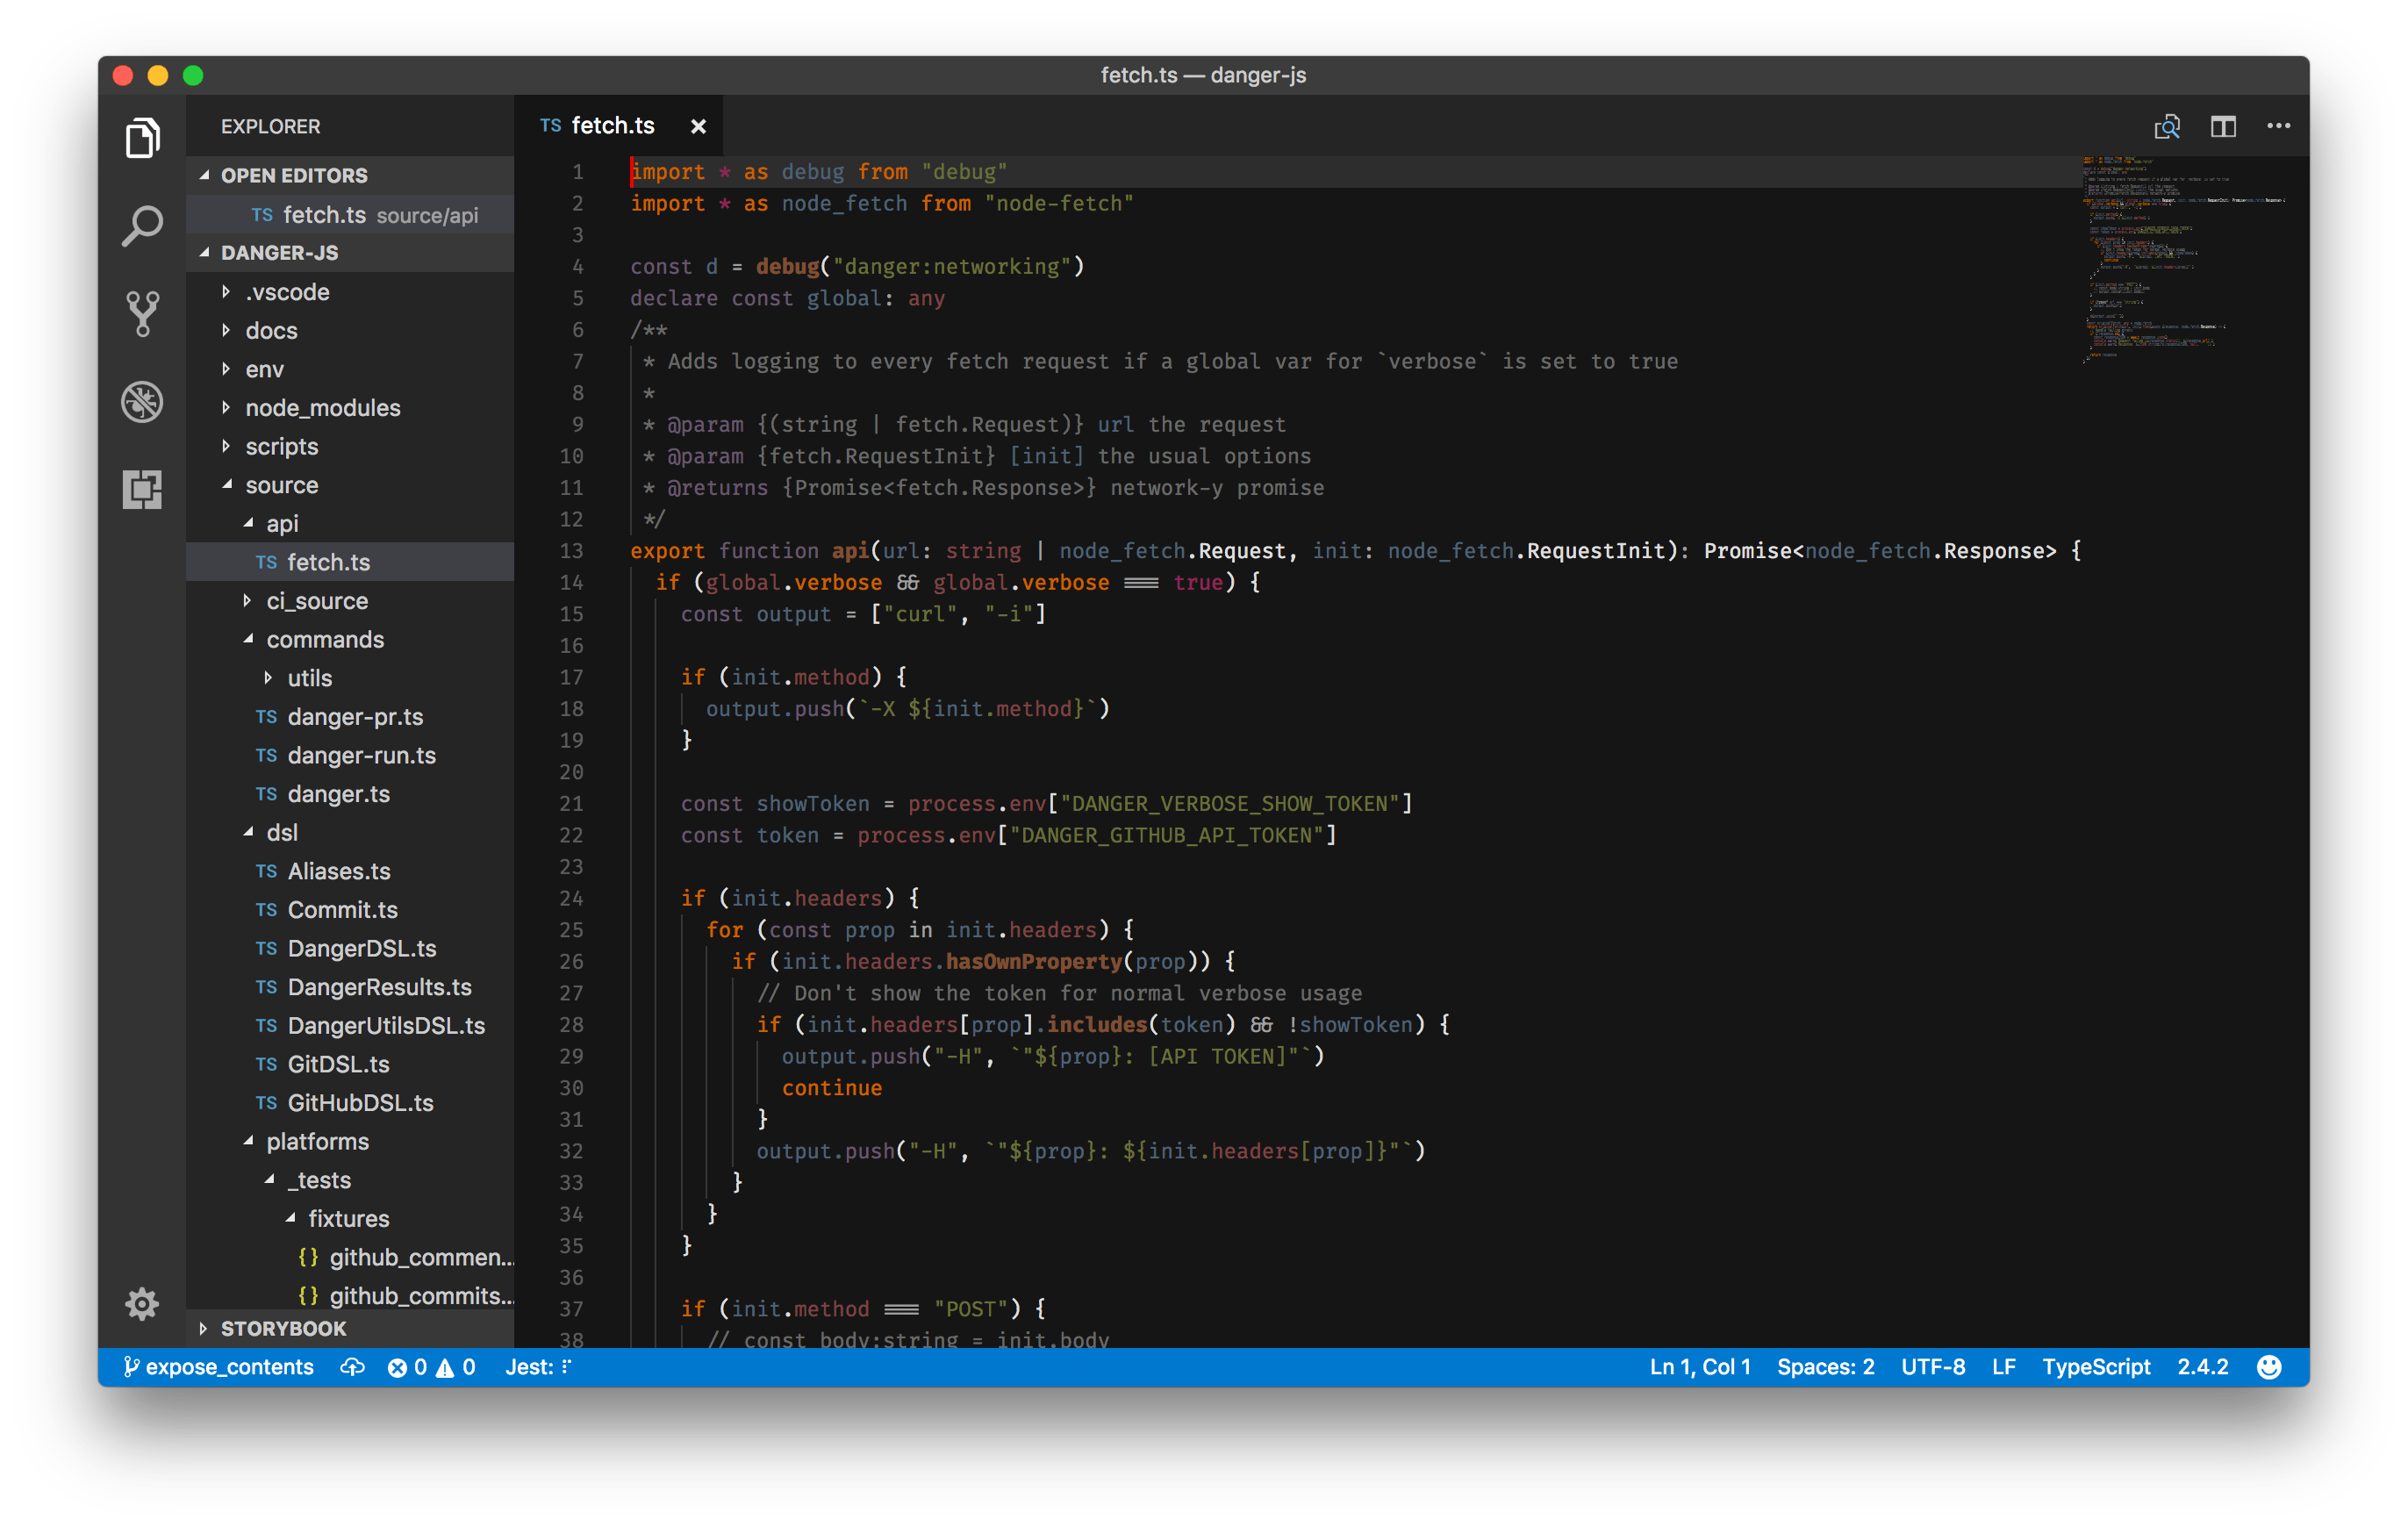 fetch.ts — danger-js
EXPLORER
OPEN EDITORS
TS fetch.ts source/api
DANGER-JS
.vscode
docs
env
node_modules
scripts
source
api
TS fetch.ts
ci_source
commands
utils
TS danger-pr.ts
TS danger-run.ts
TS danger.ts
dsl
TS Aliases.ts
TS Commit.ts
TS DangerDSL.ts
TS DangerResults.ts
TS DangerUtilsDSL.ts
TS GitDSL.ts
TS GitHubDSL.ts
platforms
_tests
fixtures
{} github_commen...
{} github_commits...
STORYBOOK
TS fetch.ts ×
1 import * as debug from "debug"
2 import * as node_fetch from "node-fetch"
3
4 const d = debug("danger:networking")
5 declare const global: any
6 /**
7 * Adds logging to every fetch request if a global var for `verbose` is set to true
8 *
9 * @param {(string | fetch.Request)} url the request
10 * @param {fetch.RequestInit} [init] the usual options
11 * @returns {Promise<fetch.Response>} network-y promise
12 */
13 export function api(url: string | node_fetch.Request, init: node_fetch.RequestInit): Promise<node_fetch.Response> {
14 if (global.verbose && global.verbose === true) {
15 const output = ["curl", "-i"]
16
17 if (init.method) {
18 output.push(`-X ${init.method}`)
19 }
20
21 const showToken = process.env["DANGER_VERBOSE_SHOW_TOKEN"]
22 const token = process.env["DANGER_GITHUB_API_TOKEN"]
23
24 if (init.headers) {
25 for (const prop in init.headers) {
26 if (init.headers.hasOwnProperty(prop)) {
27 // Don't show the token for normal verbose usage
28 if (init.headers[prop].includes(token) && !showToken) {
29 output.push("-H", `"${prop}: [API TOKEN]"`)
30 continue
31 }
32 output.push("-H", `"${prop}: ${init.headers[prop]}"`)
33 }
34 }
35 }
36
37 if (init.method === "POST") {
38 // const body:string = init.body
expose_contents 0 0 Jest: Ln 1, Col 1 Spaces: 2 UTF-8 LF TypeScript 2.4.2